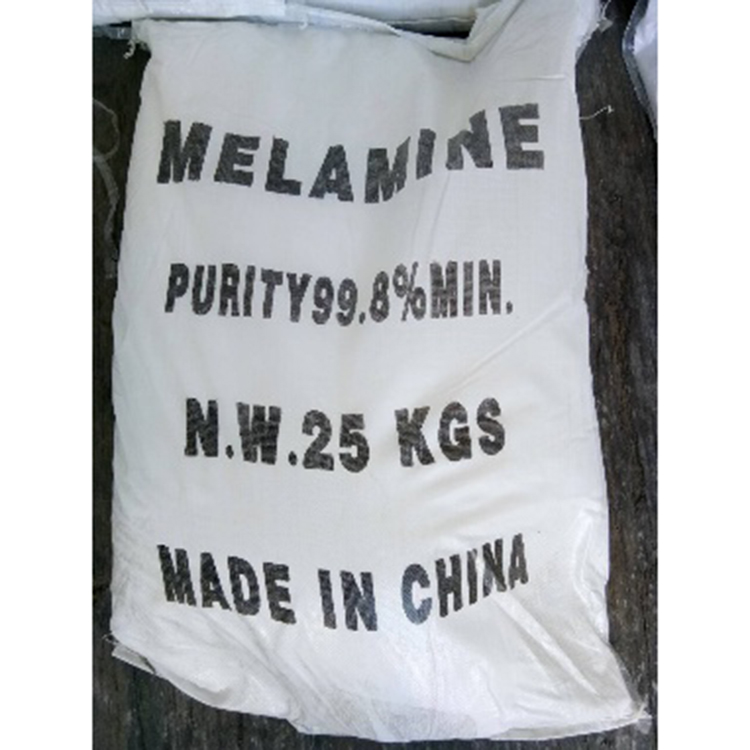 MELAMINE
PURITY99.8%MIN.
N.W.25 KGS
MADE IN CHINA